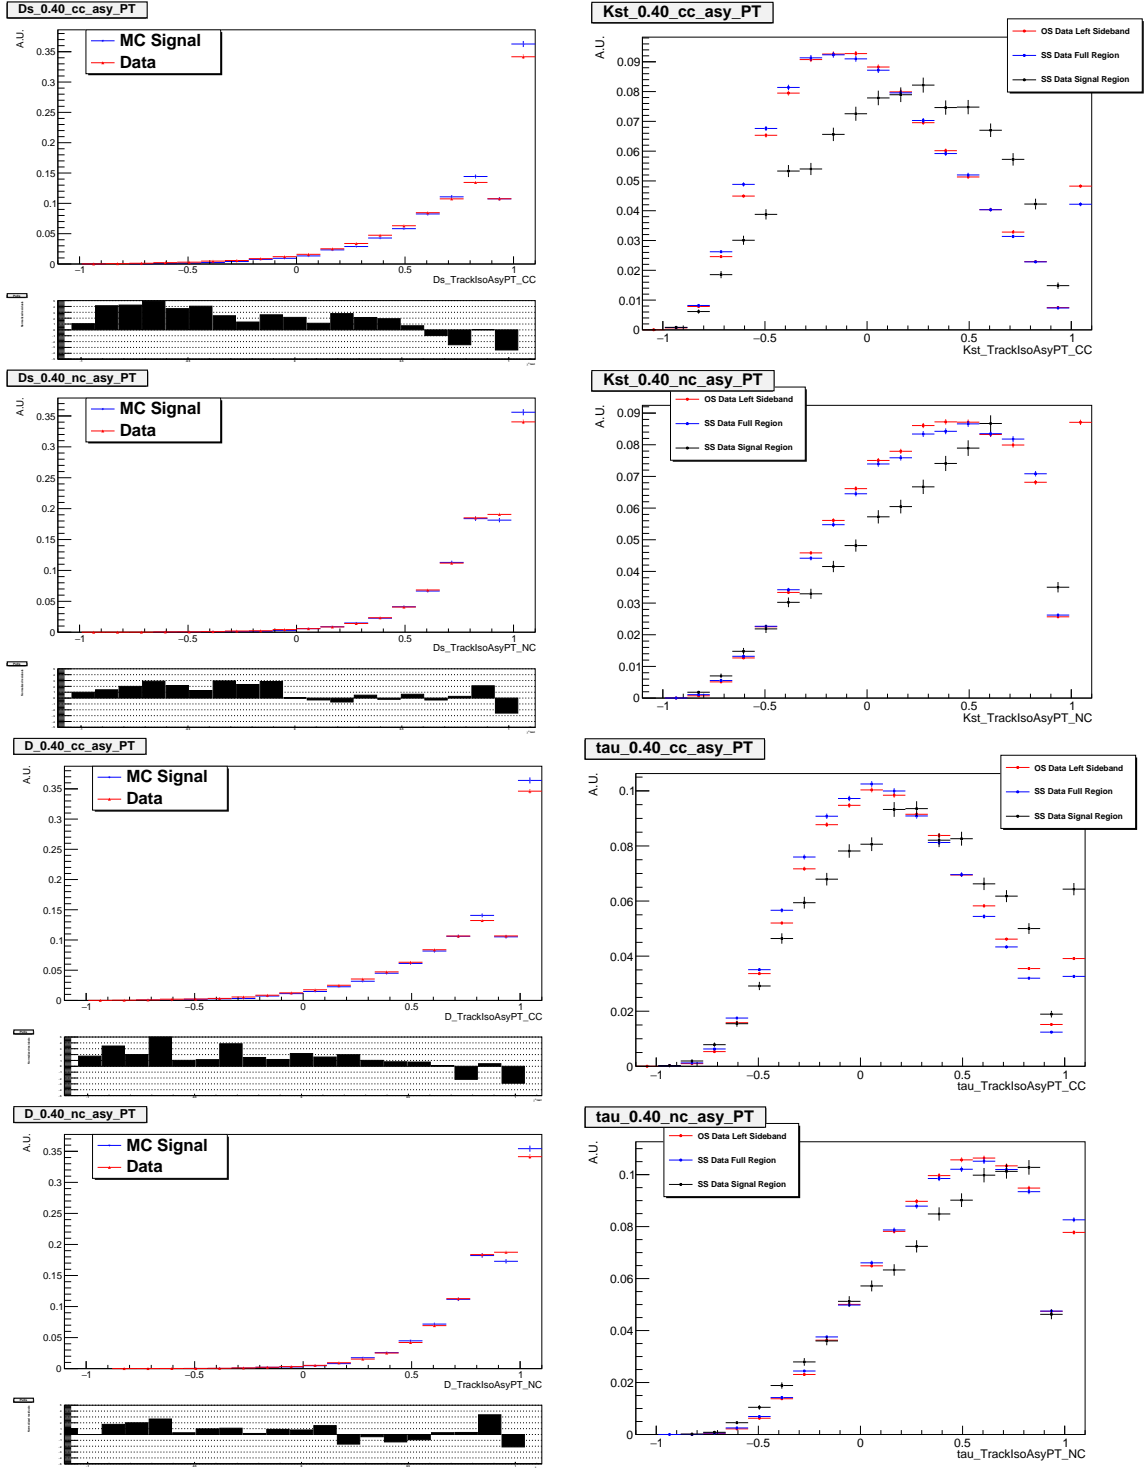 Ds_0.40_cc_asy_PT
A.U.
MC Signal
Data
0.35
0.3
0.25
0.2
0.15
0.1
0.05
0
−1
−0.5
0
0.5
1
Ds_TrackIsoAsyPT_CC
Kst_0.40_cc_asy_PT
A.U.
OS Data Left Sideband
SS Data Full Region
SS Data Signal Region
0.09
0.08
0.07
0.06
0.05
0.04
0.03
0.02
0.01
0
−1
−0.5
0
0.5
1
Kst_TrackIsoAsyPT_CC
Ds_0.40_nc_asy_PT
A.U.
MC Signal
Data
0.35
0.3
0.25
0.2
0.15
0.1
0.05
0
−1
−0.5
0
0.5
1
Ds_TrackIsoAsyPT_NC
Kst_0.40_nc_asy_PT
A.U.
OS Data Left Sideband
SS Data Full Region
SS Data Signal Region
0.09
0.08
0.07
0.06
0.05
0.04
0.03
0.02
0.01
0
−1
−0.5
0
0.5
1
Kst_TrackIsoAsyPT_NC
D_0.40_cc_asy_PT
A.U.
MC Signal
Data
0.35
0.3
0.25
0.2
0.15
0.1
0.05
0
−1
−0.5
0
0.5
1
D_TrackIsoAsyPT_CC
tau_0.40_cc_asy_PT
A.U.
OS Data Left Sideband
SS Data Full Region
SS Data Signal Region
0.1
0.08
0.06
0.04
0.02
0
−1
−0.5
0
0.5
1
tau_TrackIsoAsyPT_CC
D_0.40_nc_asy_PT
A.U.
MC Signal
Data
0.35
0.3
0.25
0.2
0.15
0.1
0.05
0
−1
−0.5
0
0.5
1
D_TrackIsoAsyPT_NC
tau_0.40_nc_asy_PT
A.U.
OS Data Left Sideband
SS Data Full Region
SS Data Signal Region
0.1
0.08
0.06
0.04
0.02
0
−1
−0.5
0
0.5
1
tau_TrackIsoAsyPT_NC